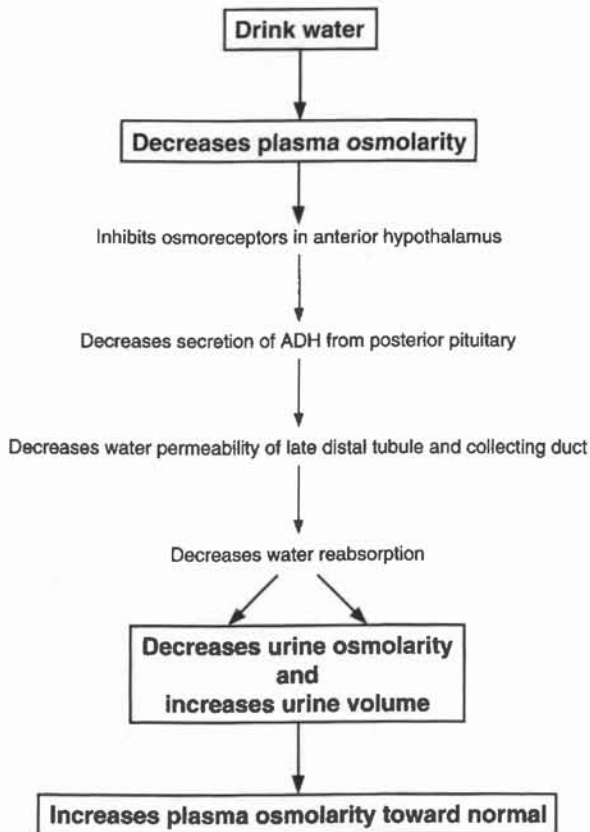 Drink water
Decreases plasma osmolarity
Inhibits osmoreceptors in anterior hypothalamus
Decreases secretion of ADH from posterior pituitary
Decreases water permeability of late distal tubule and collecting duct
Decreases water reabsorption
Decreases urine osmolarity
and
increases urine volume
Increases plasma osmolarity toward normal